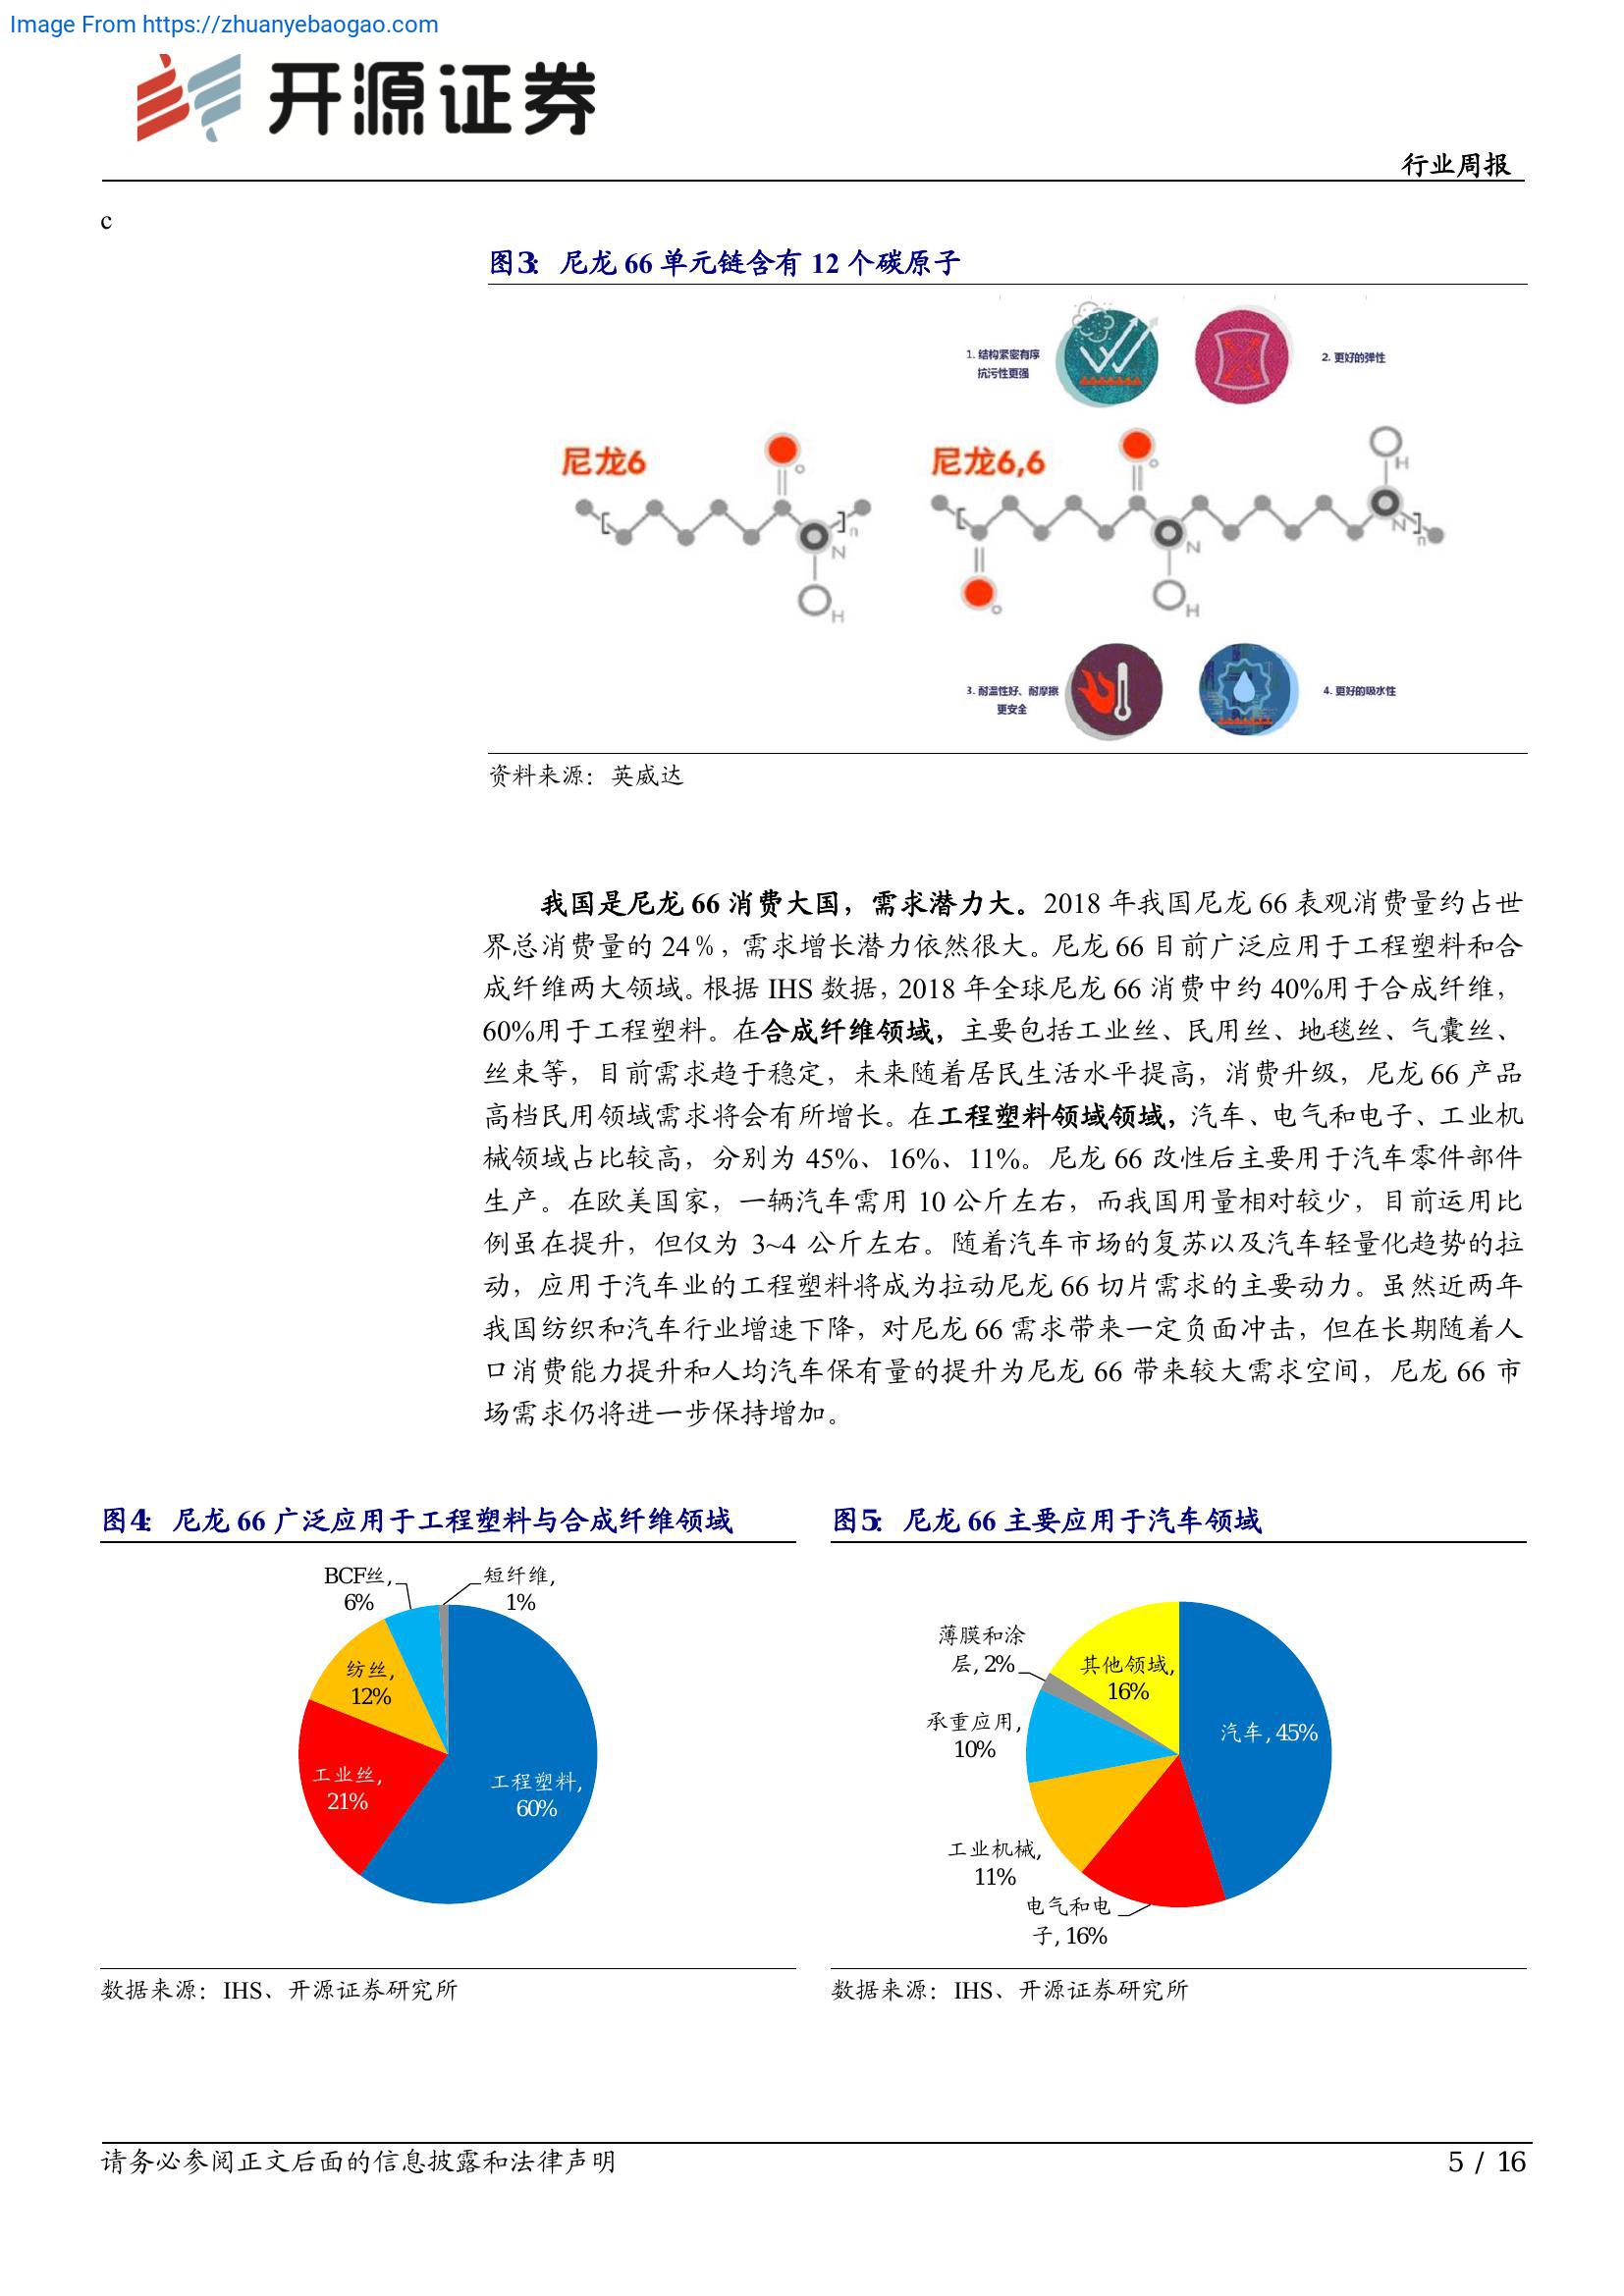 Image From https://zhuanyebaogao.com
开源证券
行业周报
c
图3： 尼龙 66 单元链含有 12 个碳原子
1. 结构紧密有序
抗污性更强
2. 更好的弹性
尼龙6
O
n
N
H
尼龙6,6
O
H
N
n
N
O
H
3. 耐温性好、耐摩擦
更安全
4. 更好的吸水性
资料来源：英威达
我国是尼龙 66 消费大国，需求潜力大。2018 年我国尼龙 66 表观消费量约占世
界总消费量的 24％，需求增长潜力依然很大。尼龙 66 目前广泛应用于工程塑料和合
成纤维两大领域。根据 IHS 数据，2018 年全球尼龙 66 消费中约 40%用于合成纤维，
60%用于工程塑料。在合成纤维领域，主要包括工业丝、民用丝、地毯丝、气囊丝、
丝束等，目前需求趋于稳定，未来随着居民生活水平提高，消费升级，尼龙 66 产品
高档民用领域需求将会有所增长。在工程塑料领域领域，汽车、电气和电子、工业机
械领域占比较高，分别为 45%、16%、11%。尼龙 66 改性后主要用于汽车零件部件
生产。在欧美国家，一辆汽车需用 10 公斤左右，而我国用量相对较少，目前运用比
例虽在提升，但仅为 3~4 公斤左右。随着汽车市场的复苏以及汽车轻量化趋势的拉
动，应用于汽车业的工程塑料将成为拉动尼龙 66 切片需求的主要动力。虽然近两年
我国纺织和汽车行业增速下降，对尼龙 66 需求带来一定负面冲击，但在长期随着人
口消费能力提升和人均汽车保有量的提升为尼龙 66 带来较大需求空间，尼龙 66 市
场需求仍将进一步保持增加。
图4： 尼龙 66 广泛应用于工程塑料与合成纤维领域
BCF丝,
6%
短纤维,
1%
纺丝,
12%
工业丝,
21%
工程塑料,
60%
数据来源：IHS、开源证券研究所
图5： 尼龙 66 主要应用于汽车领域
薄膜和涂
层, 2%
其他领域,
16%
承重应用,
10%
汽车, 45%
工业机械,
11%
电气和电
子, 16%
数据来源：IHS、开源证券研究所
请务必参阅正文后面的信息披露和法律声明
5 / 16